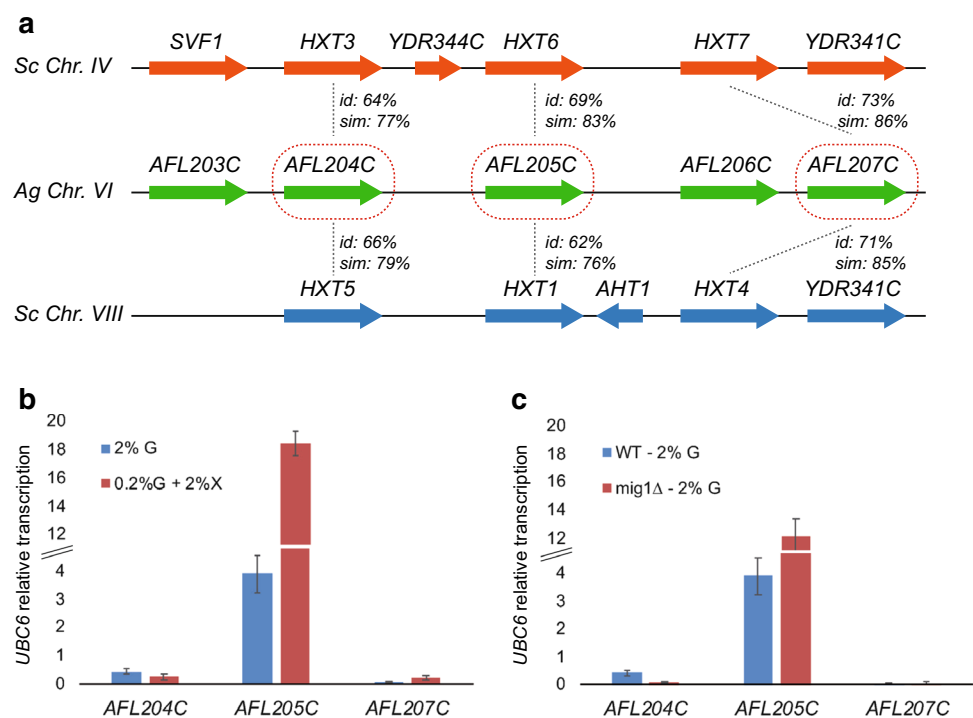 a
SVF1 HXT3 YDR344C HXT6 HXT7 YDR341C
Sc Chr. IV
id: 64% id: 69% id: 73%
sim: 77% sim: 83% sim: 86%
AFL203C AFL204C AFL205C AFL206C AFL207C
Ag Chr. VI
id: 66% id: 62% id: 71%
sim: 79% sim: 76% sim: 85%
HXT5 HXT1 AHT1 HXT4 YDR341C
Sc Chr. VIII
b
UBC6 relative transcription
20
18
16
14
12
4
3
2
1
0
2% G
0.2%G + 2%X
AFL204C AFL205C AFL207C
c
UBC6 relative transcription
20
18
16
14
12
4
3
2
1
0
WT - 2% G
mig1Δ - 2% G
AFL204C AFL205C AFL207C